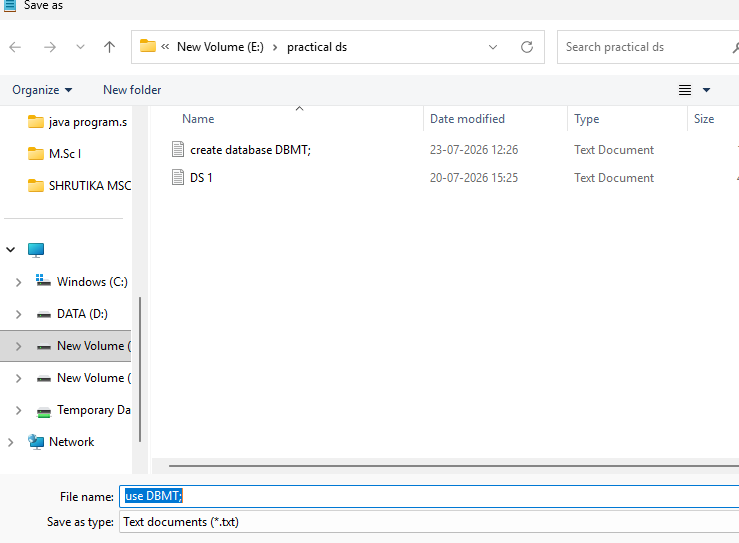 Save as
New Volume (E:) practical ds
Search practical ds
Organize New folder
Name Date modified Type Size
java program.s
M.Sc I
SHRUTIKA MSC
create database DBMT; 23-07-2026 12:26 Text Document
DS 1 20-07-2026 15:25 Text Document
Windows (C:)
DATA (D:)
New Volume (
New Volume (
Temporary Da
Network
File name: use DBMT;
Save as type: Text documents (*.txt)